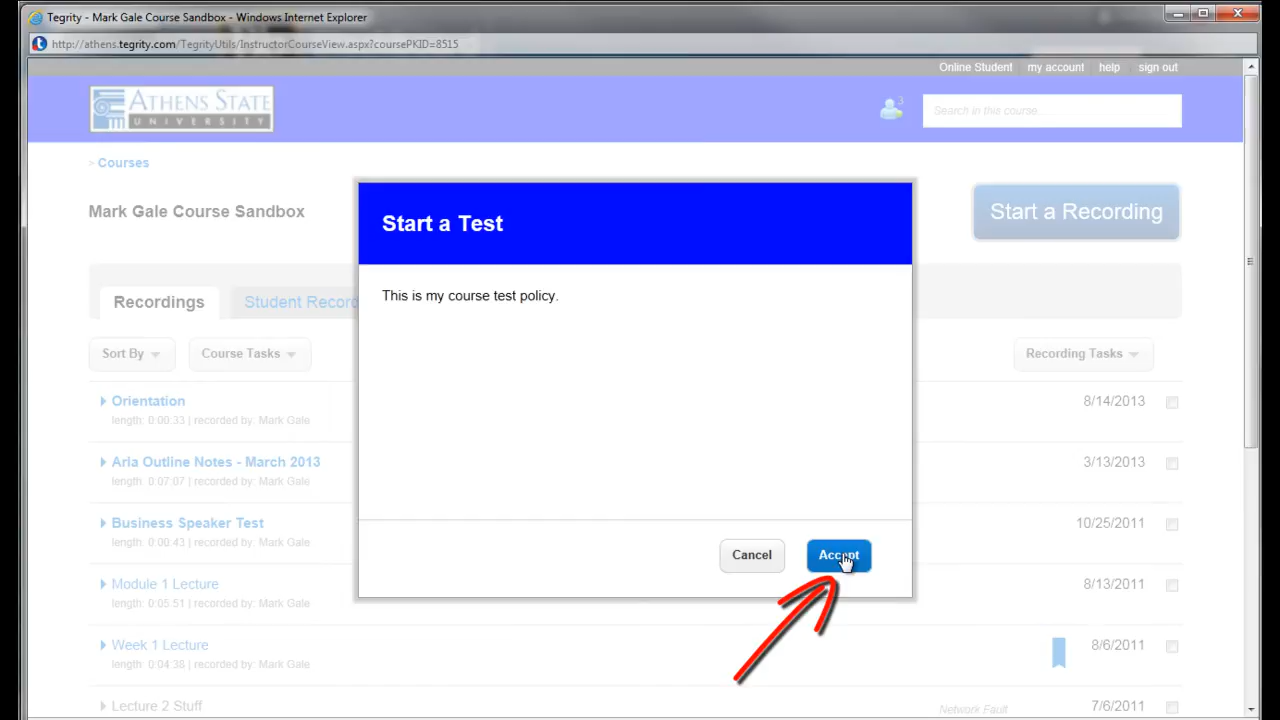 Tegrity - Mark Gale Course Sandbox - Windows Internet Explorer
http://athens.tegrity.com/TegrityUtils/InstructorCourseView.aspx?coursePKID=8515
Online Student my account help sign out
ATHENS STATE
UNIVERSITY
3
Search in this course...
> Courses
Mark Gale Course Sandbox
Start a Recording
Start a Test
This is my course test policy.
Recordings
Student Record
Sort By
Course Tasks
Recording Tasks
Orientation
8/14/2013
length: 0:00:33 | recorded by: Mark Gale
Aria Outline Notes - March 2013
3/13/2013
length: 0:07:07 | recorded by: Mark Gale
Business Speaker Test
10/25/2011
length: 0:00:43 | recorded by: Mark Gale
Cancel
Accept
Module 1 Lecture
8/13/2011
length: 0:05:51 | recorded by: Mark Gale
Week 1 Lecture
8/6/2011
length: 0:04:38 | recorded by: Mark Gale
Lecture 2 Stuff
Network Fault
7/6/2011